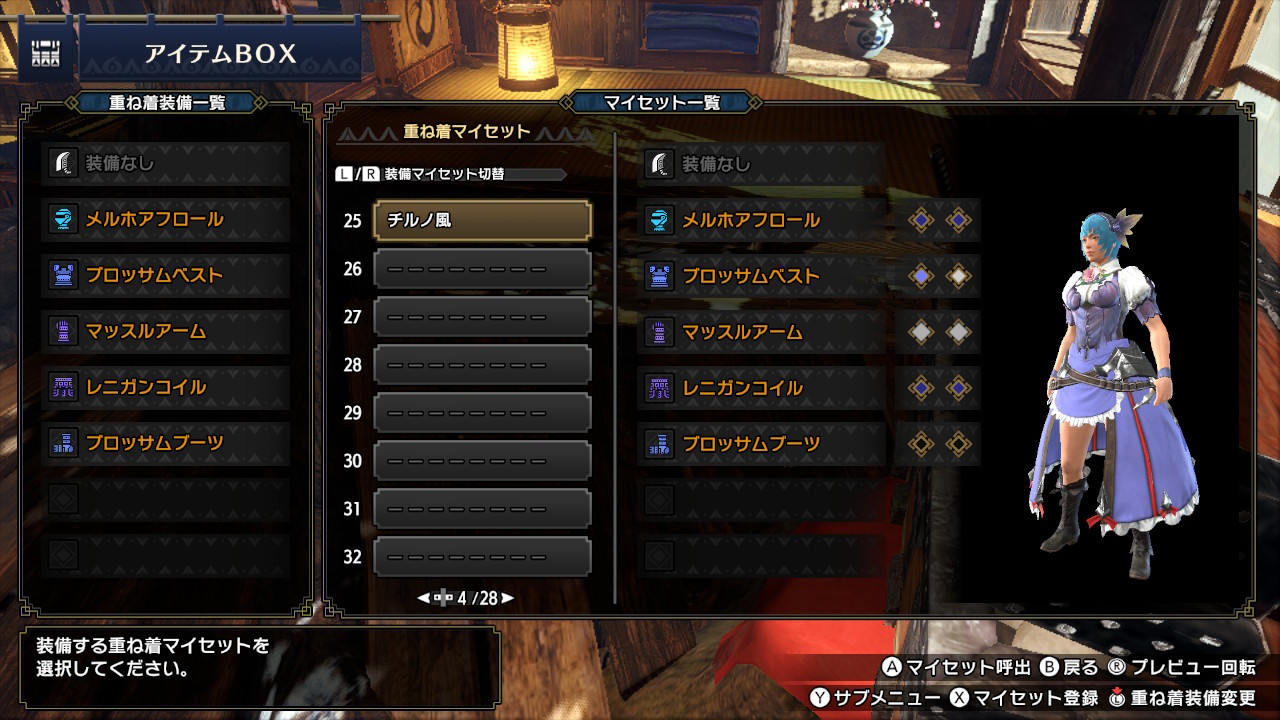 アイテムBOX
重ね着装備一覧
装備なし
メルホアフロール
ブロッサムベスト
マッスルアーム
レニガンコイル
ブロッサムブーツ
マイセット一覧
重ね着マイセット
L/R 装備マイセット切替
25 チルノ風
26 --------
27 --------
28 --------
29 --------
30 --------
31 --------
32 --------
4/28
装備なし
メルホアフロール
ブロッサムベスト
マッスルアーム
レニガンコイル
ブロッサムブーツ
装備する重ね着マイセットを
選択してください。
A マイセット呼出 B 戻る R プレビュー回転
Y サブメニュー X マイセット登録 L 重ね着装備変更